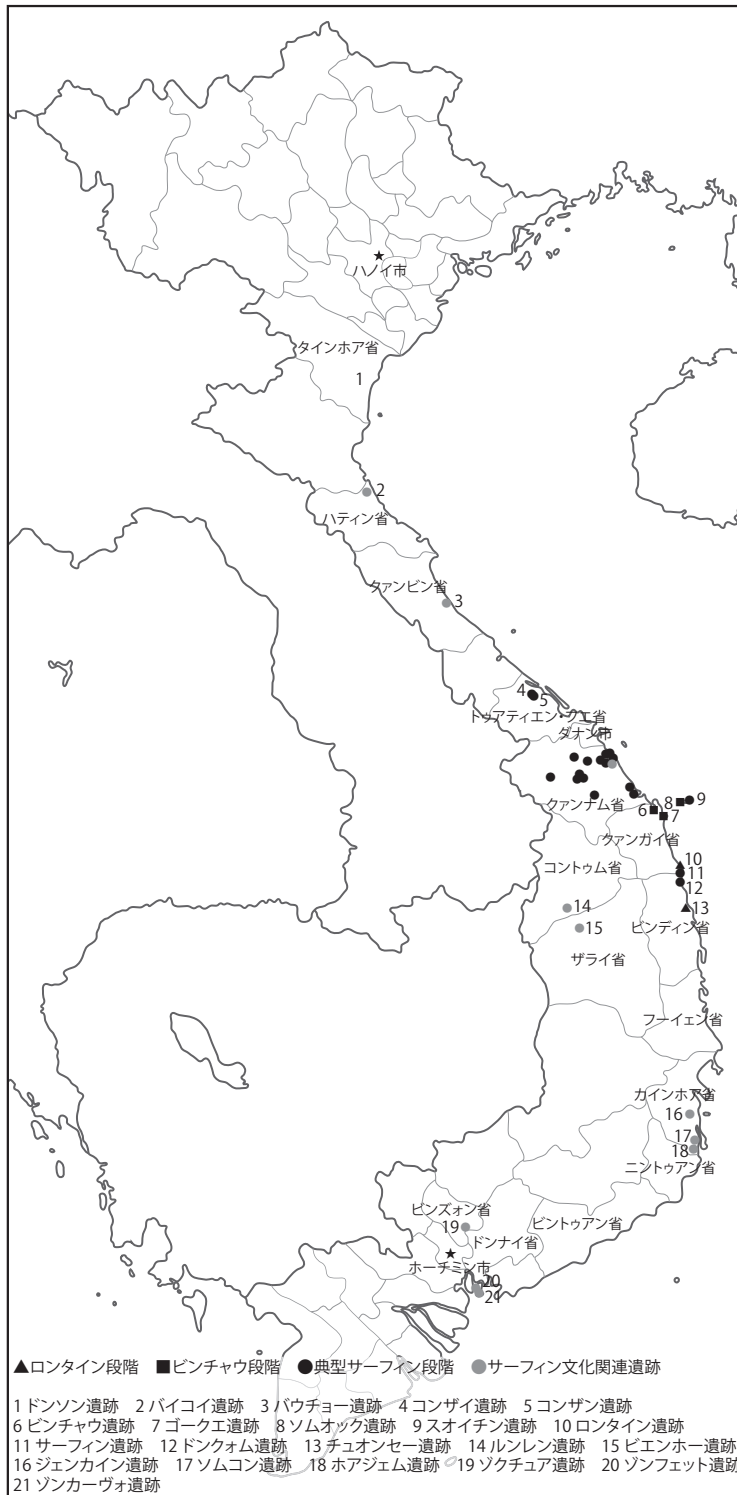 ハノイ市
タインホア省
1
2
ハティン省
クァンビン省
3
4
5
トゥアティエン・クエ省
ダナン市
クァンナム省
6
8
9
7
クァンガイ省
10
コントゥム省
11
12
14
13
ビンディン省
15
ザライ省
フーイェン省
カインホア省
16
17
18
ニントゥアン省
ビンズォン省
19
ビントゥアン省
ドンナイ省
ホーチミン市
20
21
▲ロンタイン段階 ■ビンチャウ段階 ●典型サーフィン段階 ●サーフィン文化関連遺跡
1 ドンソン遺跡 2 バイコイ遺跡 3 バウチョー遺跡 4 コンザイ遺跡 5 コンザン遺跡
6 ビンチャウ遺跡 7 ゴークエ遺跡 8 ソムオック遺跡 9 スオイチン遺跡 10 ロンタイン遺跡
11 サーフィン遺跡 12 ドンクォム遺跡 13 チュオンセー遺跡 14 ルンレン遺跡 15 ビエンホー遺跡
16 ジェンカイン遺跡 17 ソムコン遺跡 18 ホアジェム遺跡 19 ゾクチュア遺跡 20 ゾンフェット遺跡
21 ゾンカーヴォ遺跡